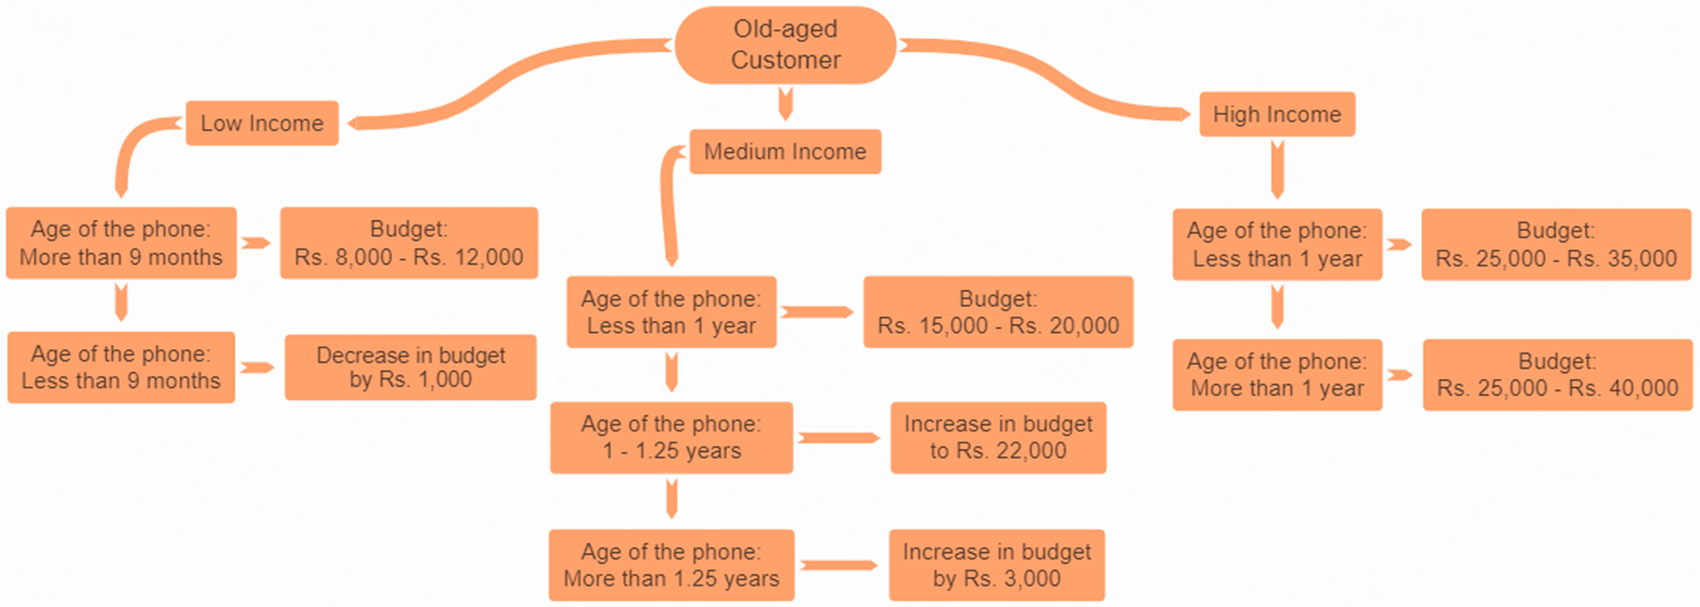 Old-aged
Customer
Low Income
Age of the phone:
More than 9 months
Budget:
Rs. 8,000 - Rs. 12,000
Age of the phone:
Less than 9 months
Decrease in budget
by Rs. 1,000
Medium Income
Age of the phone:
Less than 1 year
Budget:
Rs. 15,000 - Rs. 20,000
Age of the phone:
1 - 1.25 years
Increase in budget
to Rs. 22,000
Age of the phone:
More than 1.25 years
Increase in budget
by Rs. 3,000
High Income
Age of the phone:
Less than 1 year
Budget:
Rs. 25,000 - Rs. 35,000
Age of the phone:
More than 1 year
Budget:
Rs. 25,000 - Rs. 40,000